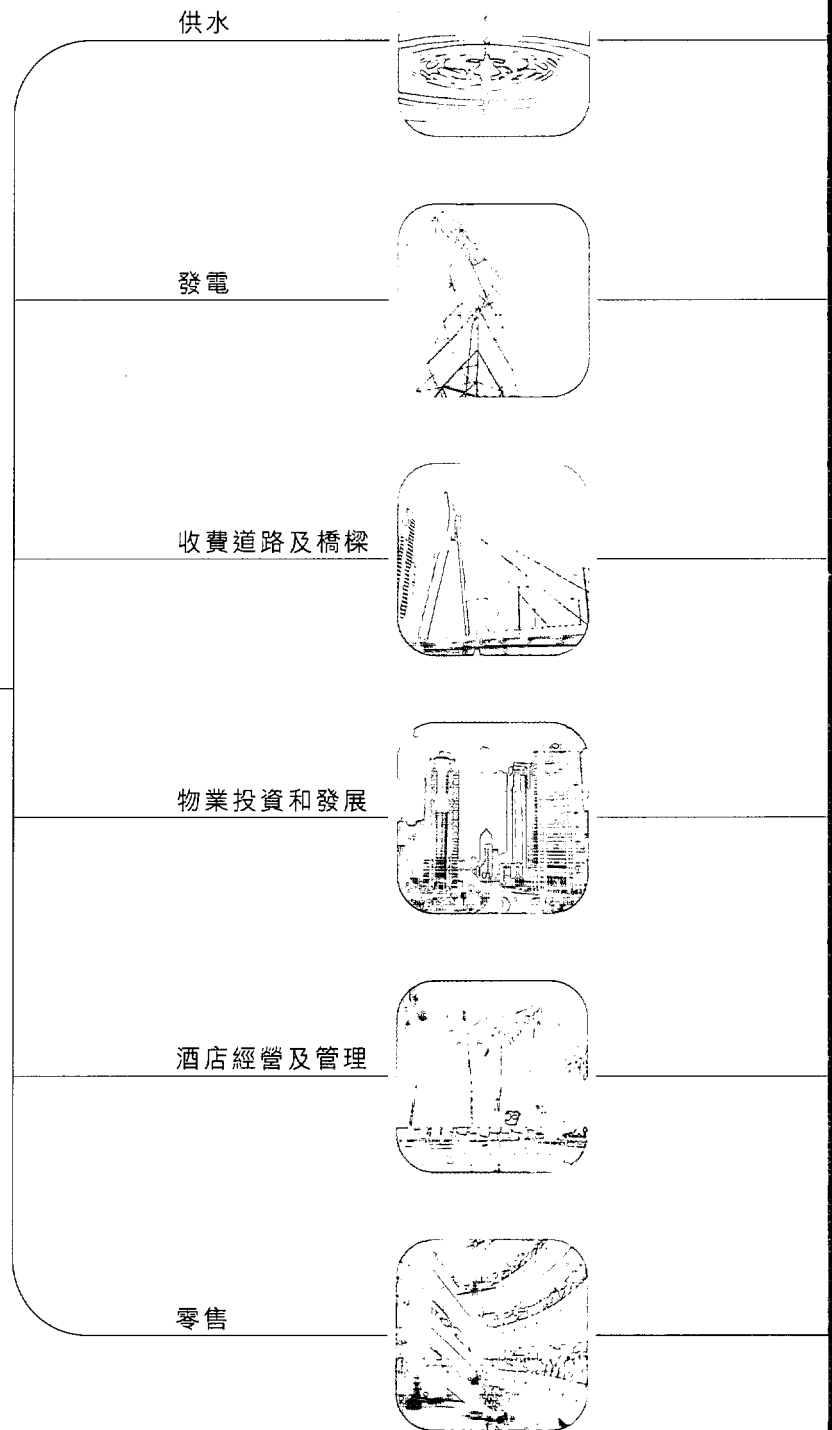 供水
發電
收費道路及橋樑
物業投資和發展
酒店經營及管理
零售